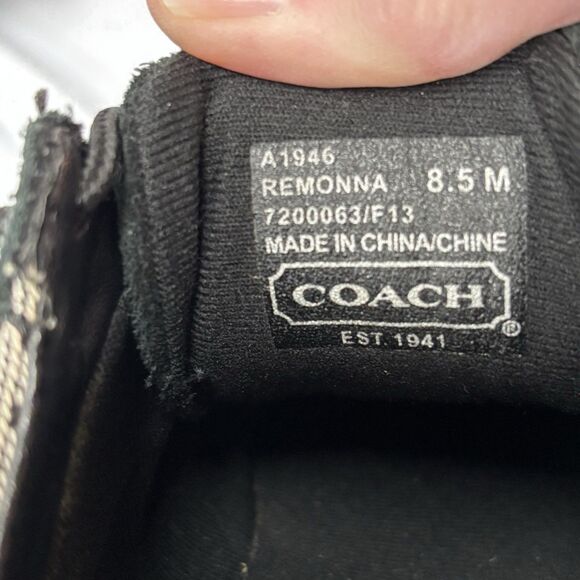 A1946
REMONNA 8.5 M
7200063/F13
MADE IN CHINA/CHINE
COACH®
EST. 1941